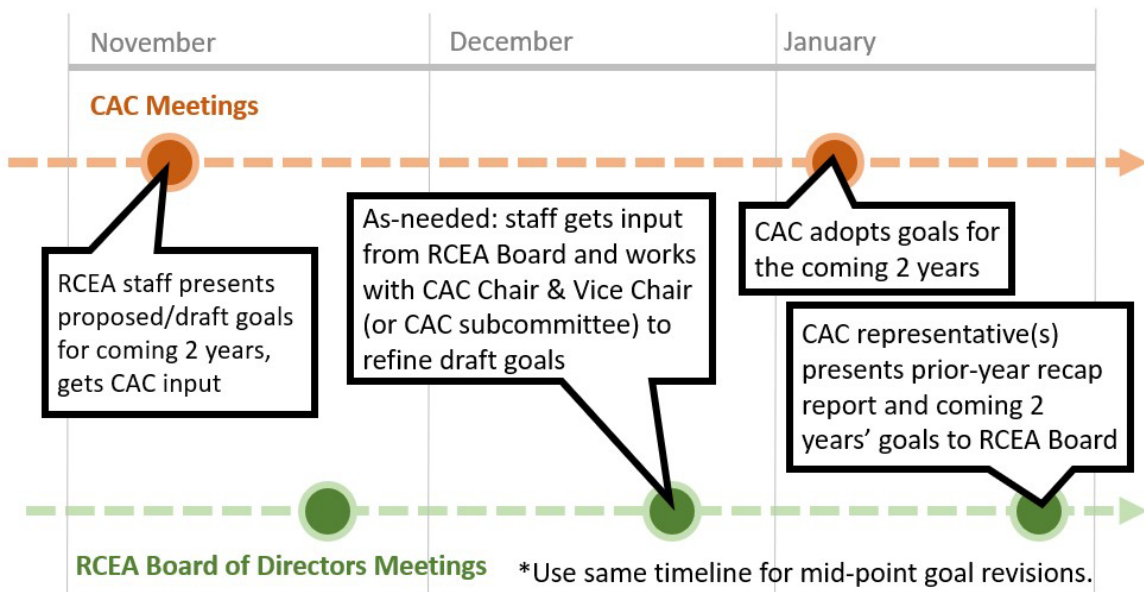 November
December
January
CAC Meetings
RCEA staff presents
proposed/draft goals
for coming 2 years,
gets CAC input
As-needed: staff gets input
from RCEA Board and works
with CAC Chair & Vice Chair
(or CAC subcommittee) to
refine draft goals
CAC adopts goals for
the coming 2 years
CAC representative(s)
presents prior-year recap
report and coming 2
years’ goals to RCEA Board
RCEA Board of Directors Meetings
*Use same timeline for mid-point goal revisions.